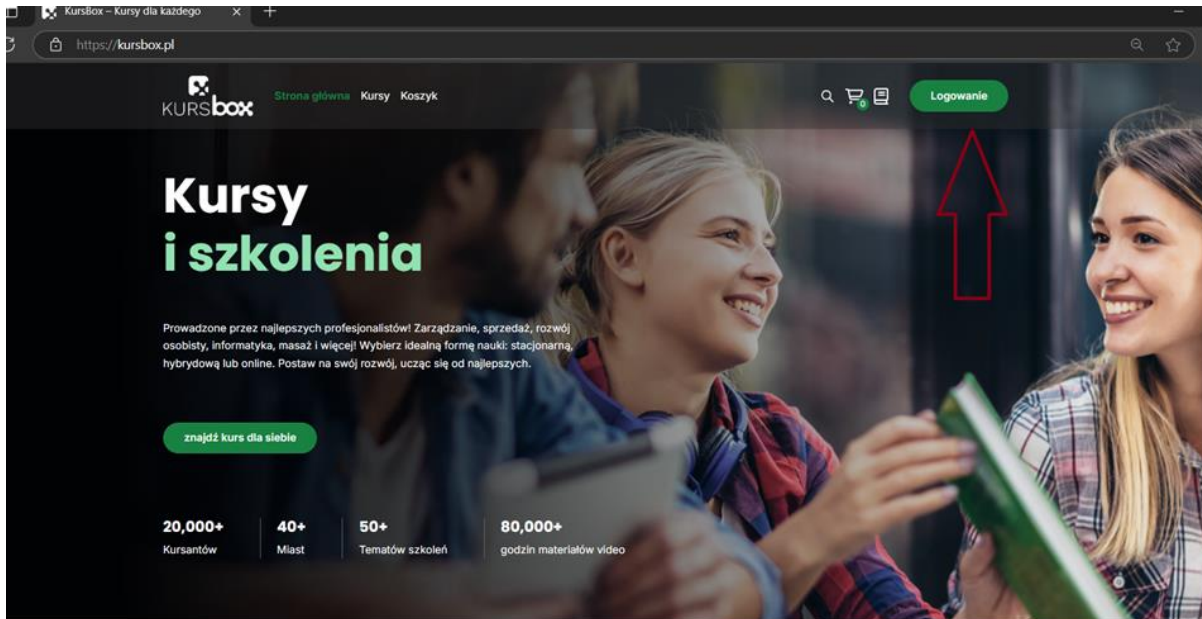 KursBox – Kursy dla każdego
https://kursbox.pl
KURSbox
Strona główna Kursy Koszyk
0
Logowanie
Kursy
i szkolenia
Prowadzone przez najlepszych profesjonalistów! Zarządzanie, sprzedaż, rozwój
osobisty, informatyka, masaż i więcej! Wybierz idealną formę nauki: stacjonarną,
hybrydową lub online. Postaw na swój rozwój, ucząc się od najlepszych.
znajdź kurs dla siebie
20,000+ 40+ 50+ 80,000+
Kursantów Miast Tematów szkoleń godzin materiałów video